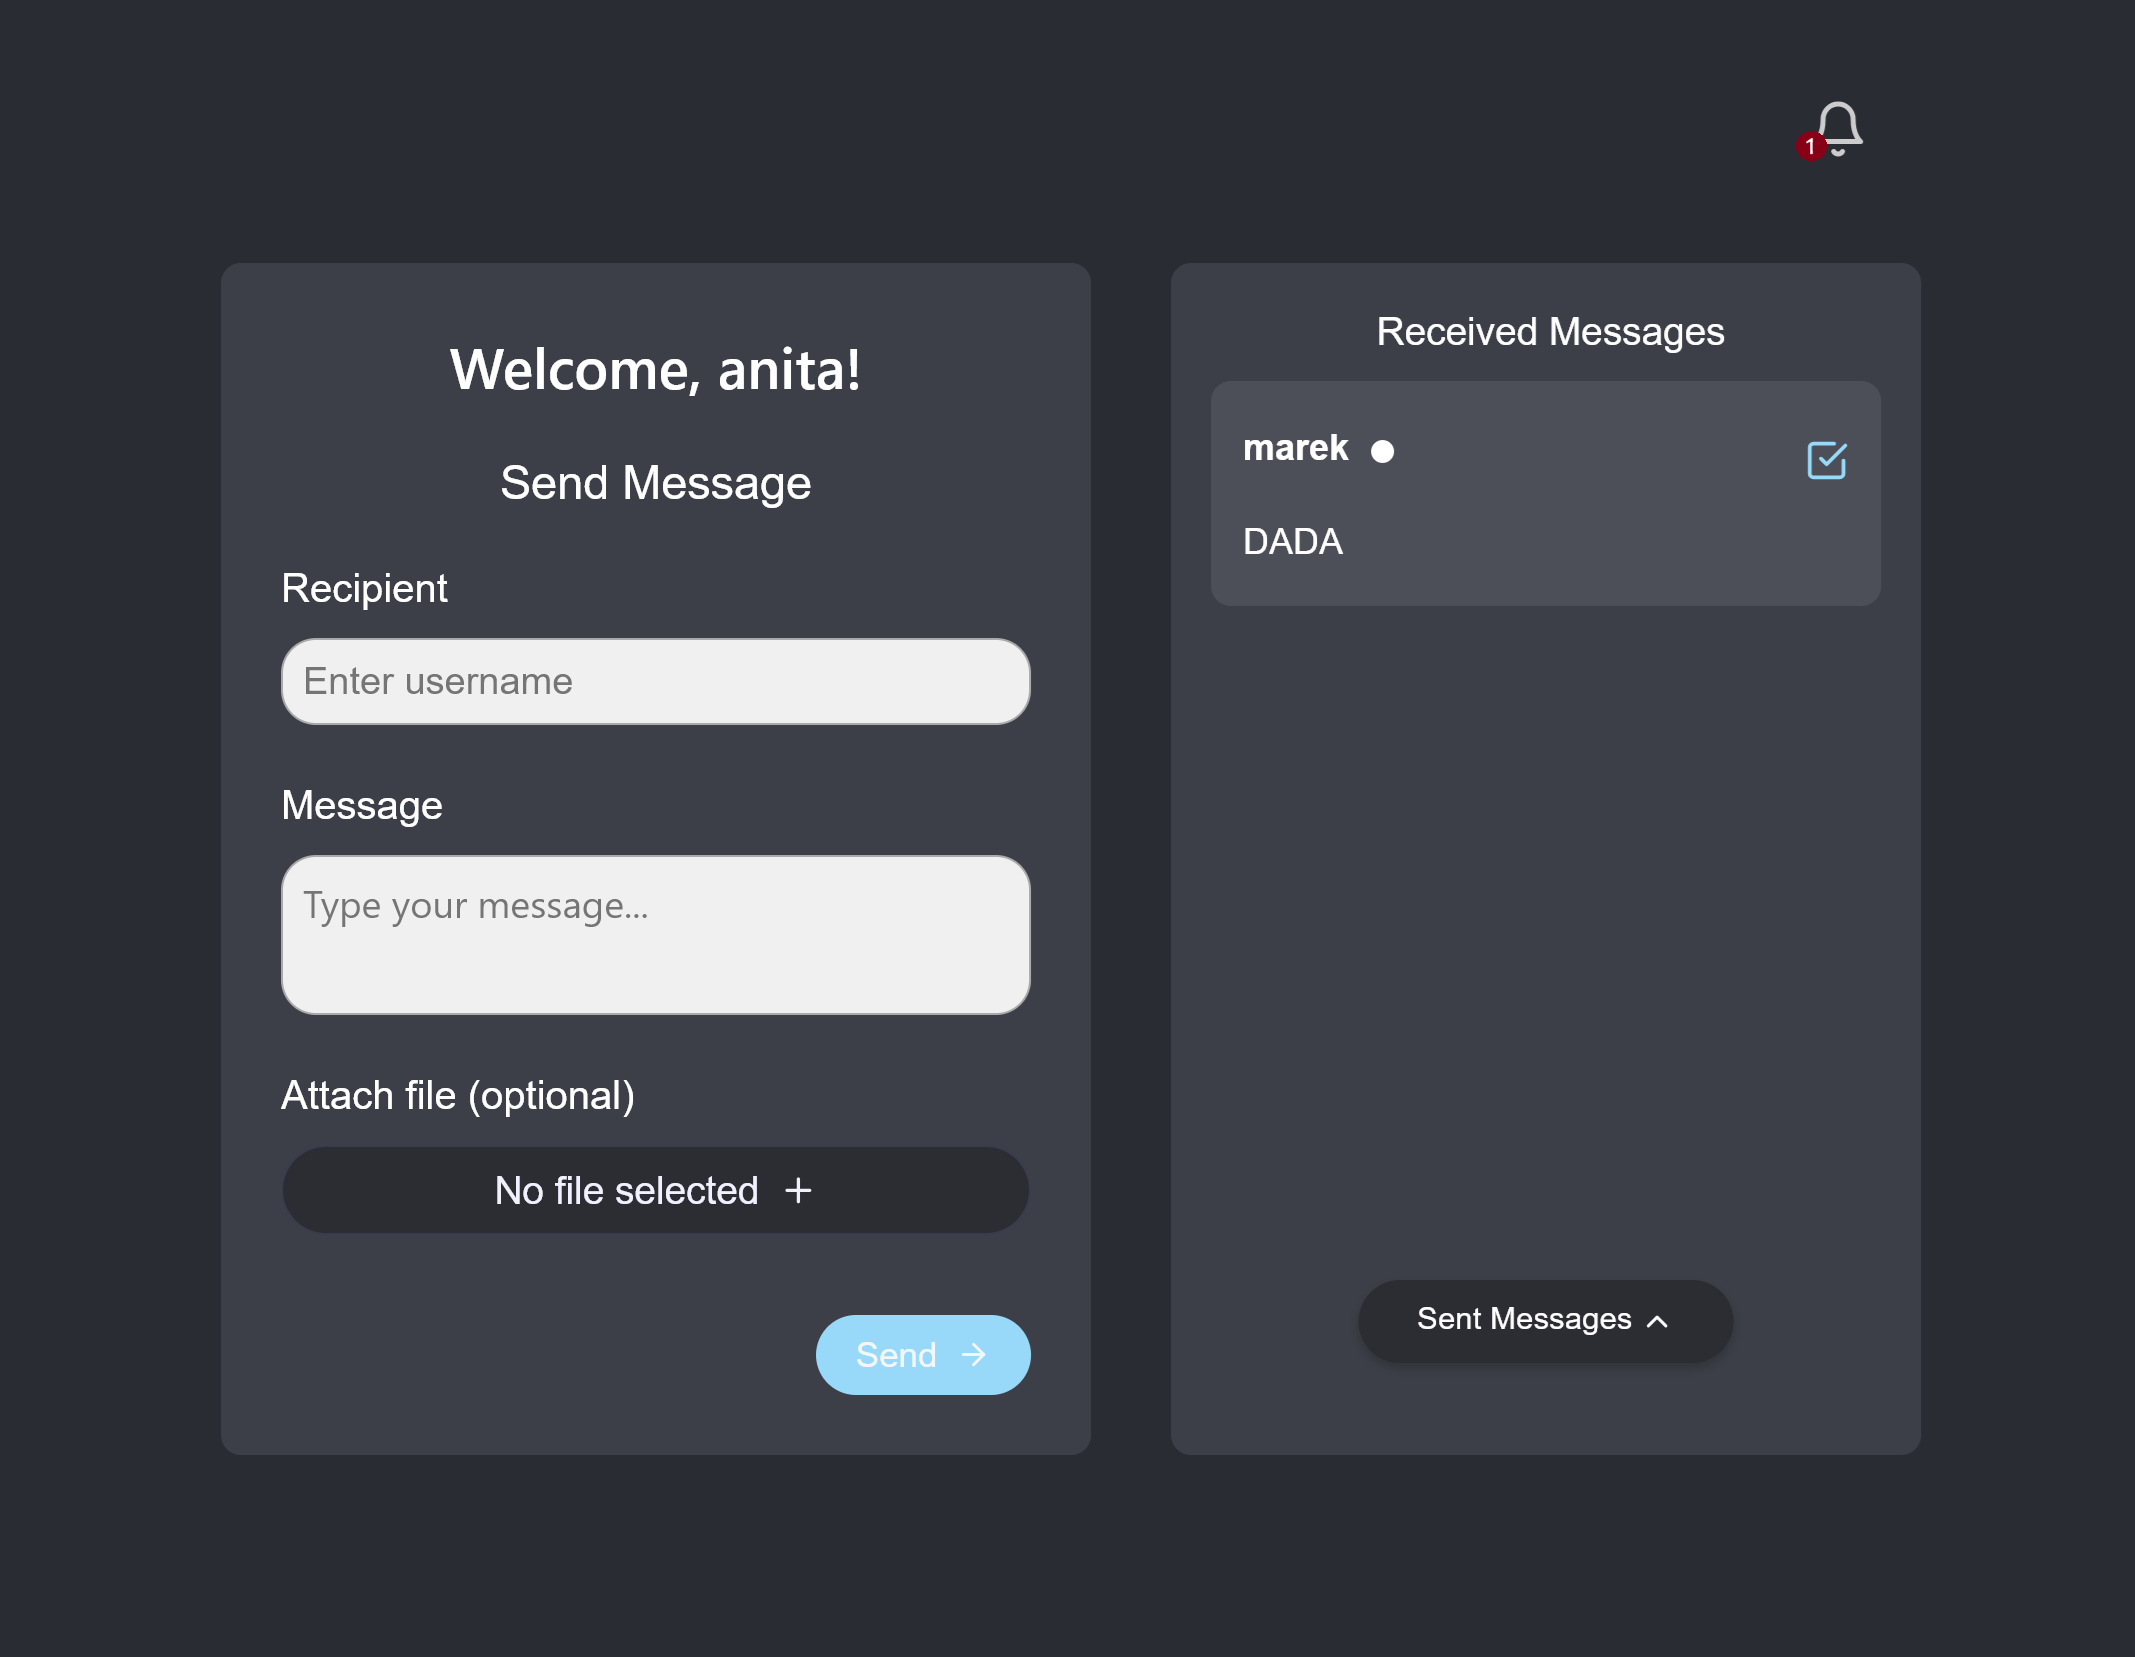 1
Welcome, anita!
Send Message
Recipient
Enter username
Message
Type your message...
Attach file (optional)
No file selected
Send
Received Messages
marek
DADA
Sent Messages